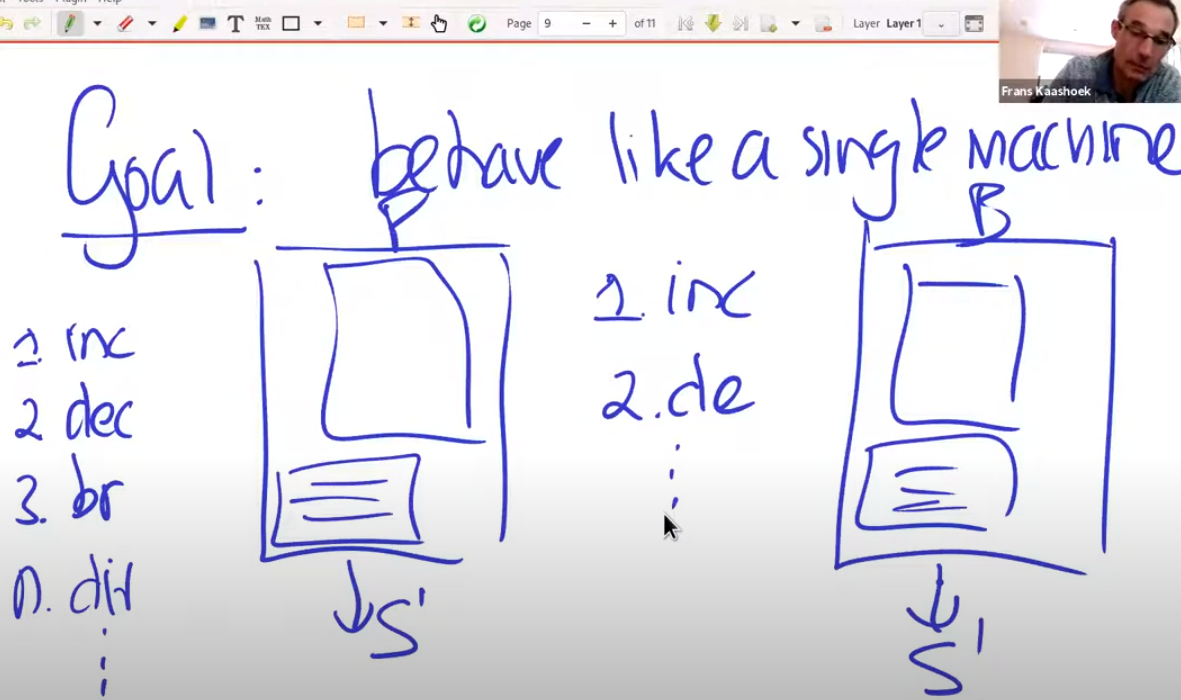 Tools Plugin Help
T Math TEX Page 9 − + of 11 Layer Layer 1
Frans Kaashoek
Goal: behave like a single machine
P
B
1. inc
2 dec
3. br
n. div
1. inc
2. de
S'
S'